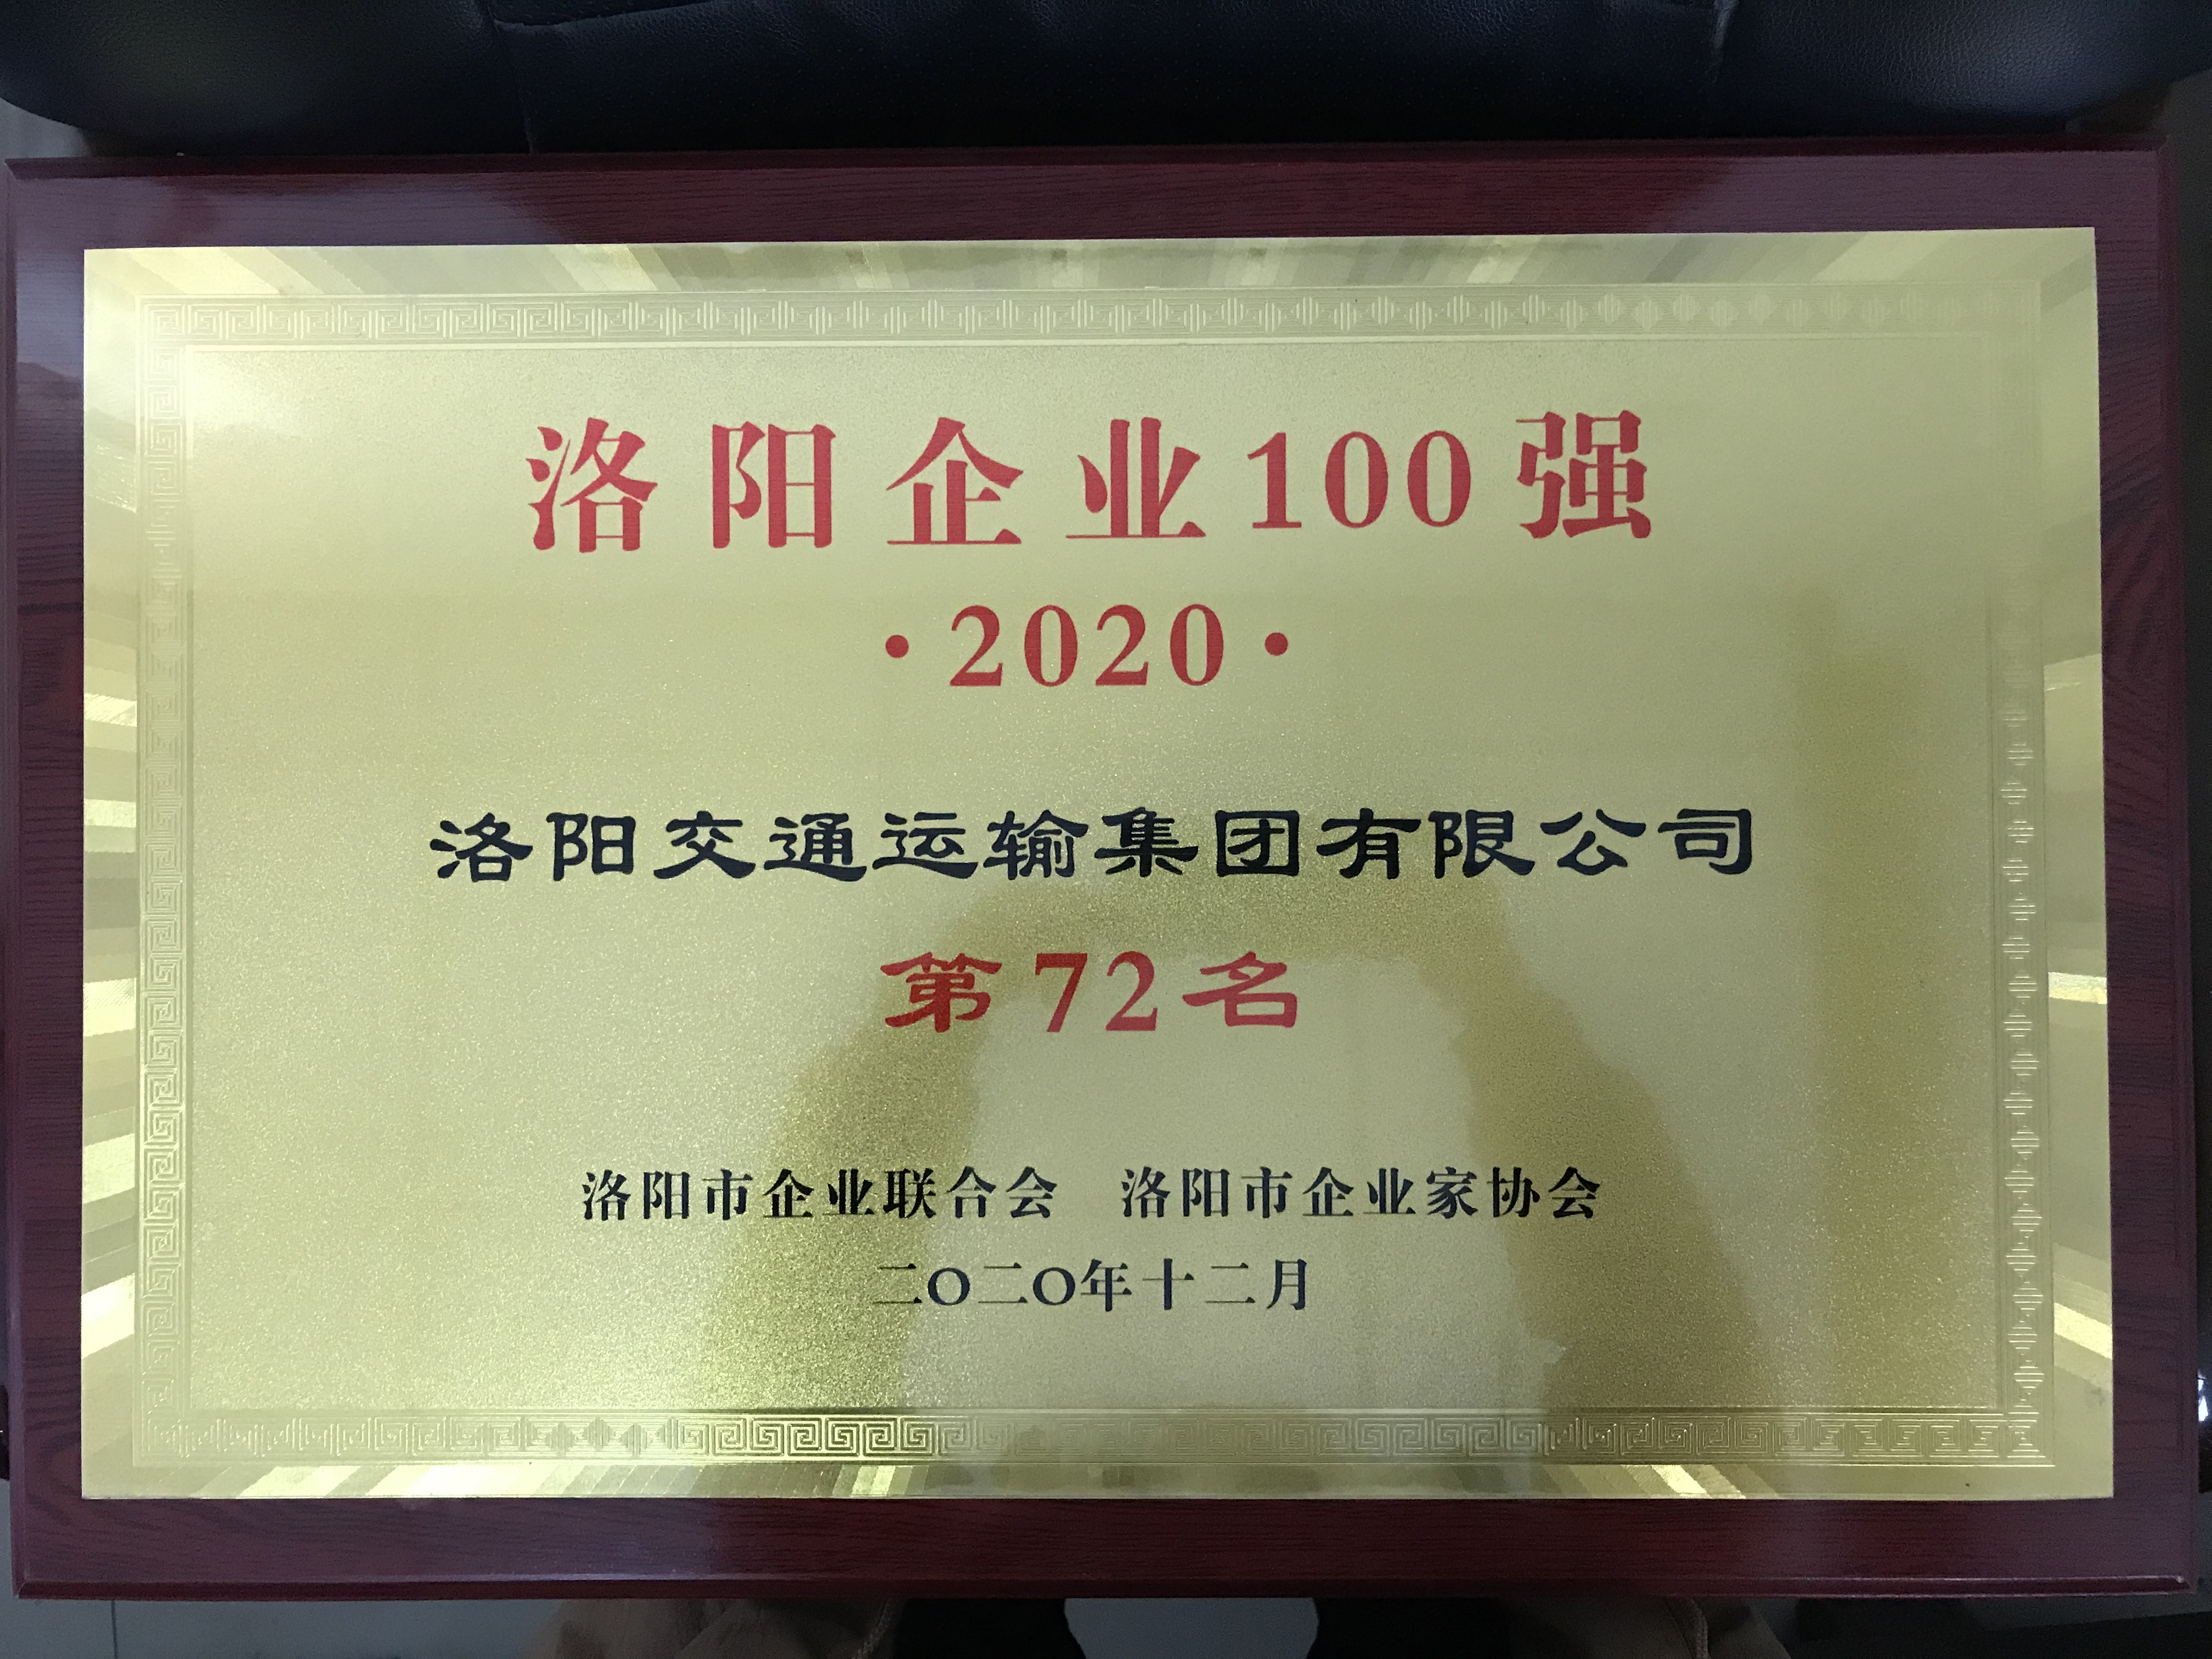 洛阳企业100强
·2020·
洛阳交通运输集团有限公司
第72名
洛阳市企业联合会 洛阳市企业家协会
二〇二〇年十二月